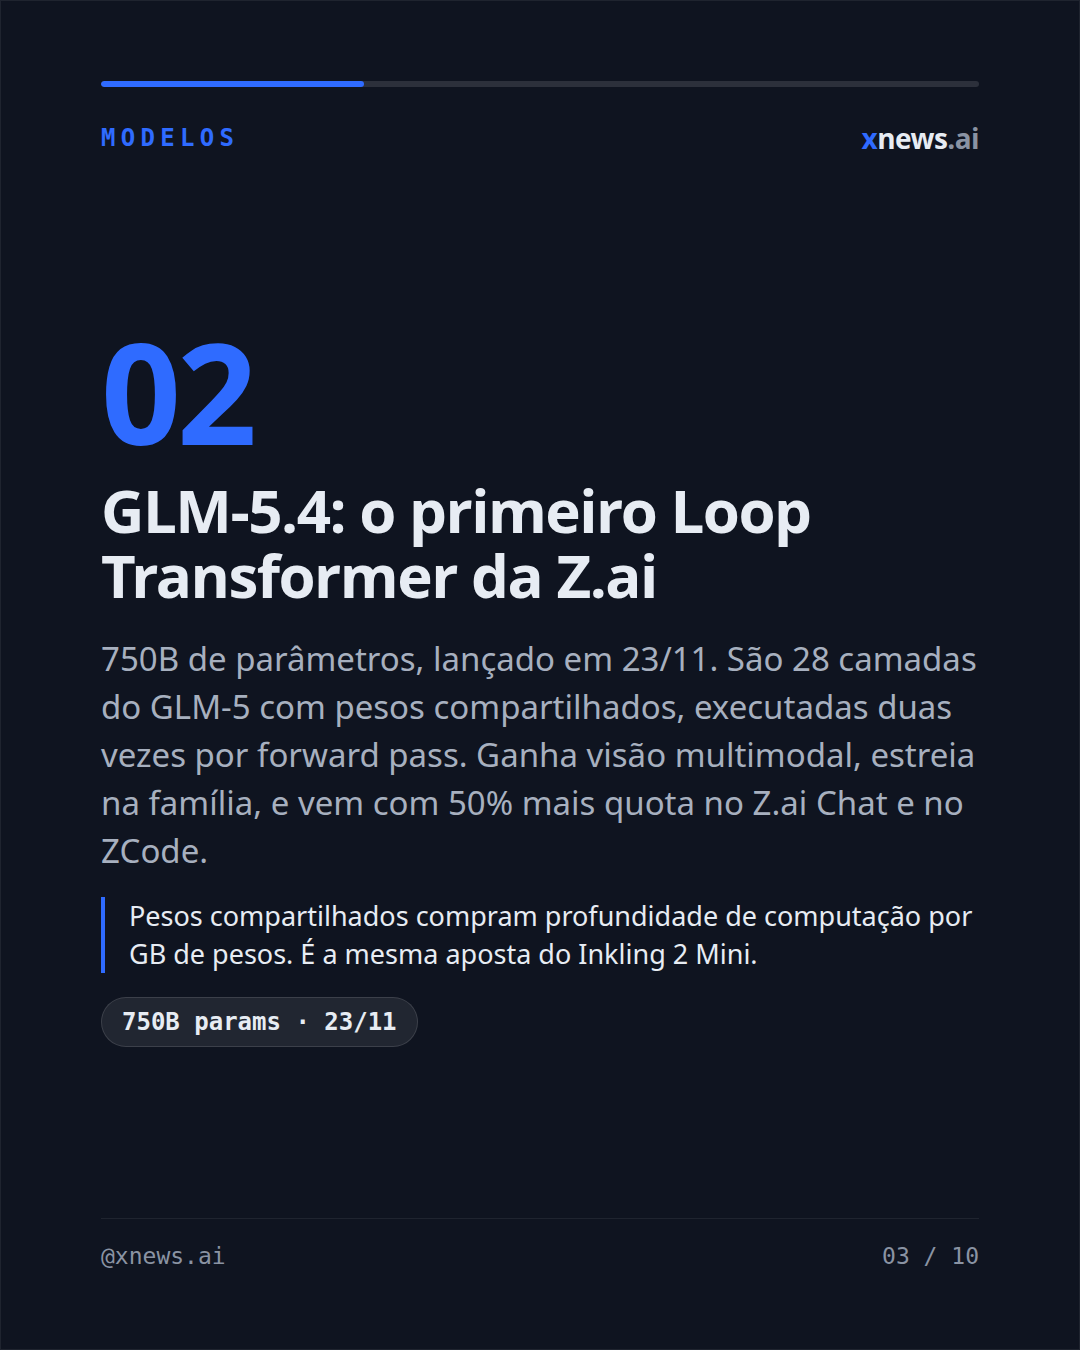 MODELOS
xnews.ai
02
GLM-5.4: o primeiro Loop
Transformer da Z.ai
750B de parâmetros, lançado em 23/11. São 28 camadas
do GLM-5 com pesos compartilhados, executadas duas
vezes por forward pass. Ganha visão multimodal, estreia
na família, e vem com 50% mais quota no Z.ai Chat e no
ZCode.
Pesos compartilhados compram profundidade de computação por
GB de pesos. É a mesma aposta do Inkling 2 Mini.
750B params · 23/11
@xnews.ai
03 / 10